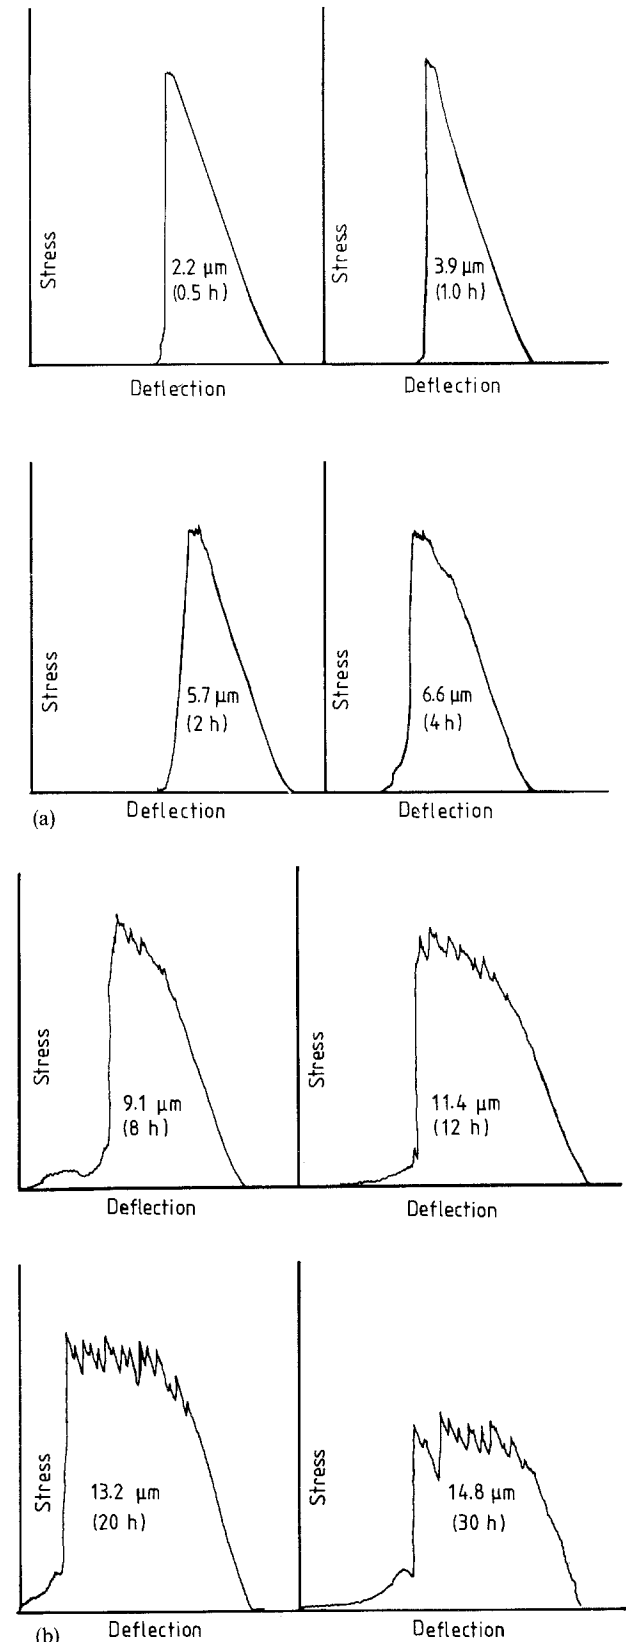 Stress
2.2 µm
(0.5 h)
Deflection
Stress
3.9 µm
(1.0 h)
Deflection
Stress
5.7 µm
(2 h)
Deflection
Stress
6.6 µm
(4 h)
Deflection
(a)
Stress
9.1 µm
(8 h)
Deflection
Stress
11.4 µm
(12 h)
Deflection
Stress
13.2 µm
(20 h)
Deflection
Stress
14.8 µm
(30 h)
Deflection
(b)